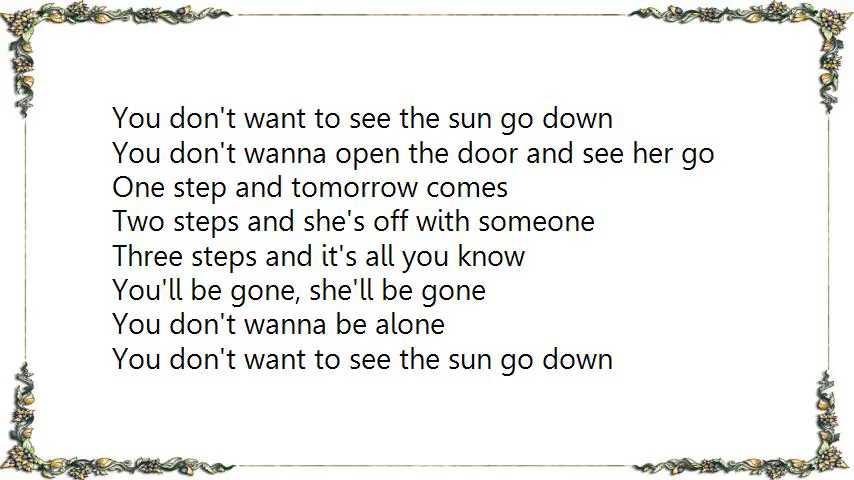 You don't want to see the sun go down
You don't wanna open the door and see her go
One step and tomorrow comes
Two steps and she's off with someone
Three steps and it's all you know
You'll be gone, she'll be gone
You don't wanna be alone
You don't want to see the sun go down